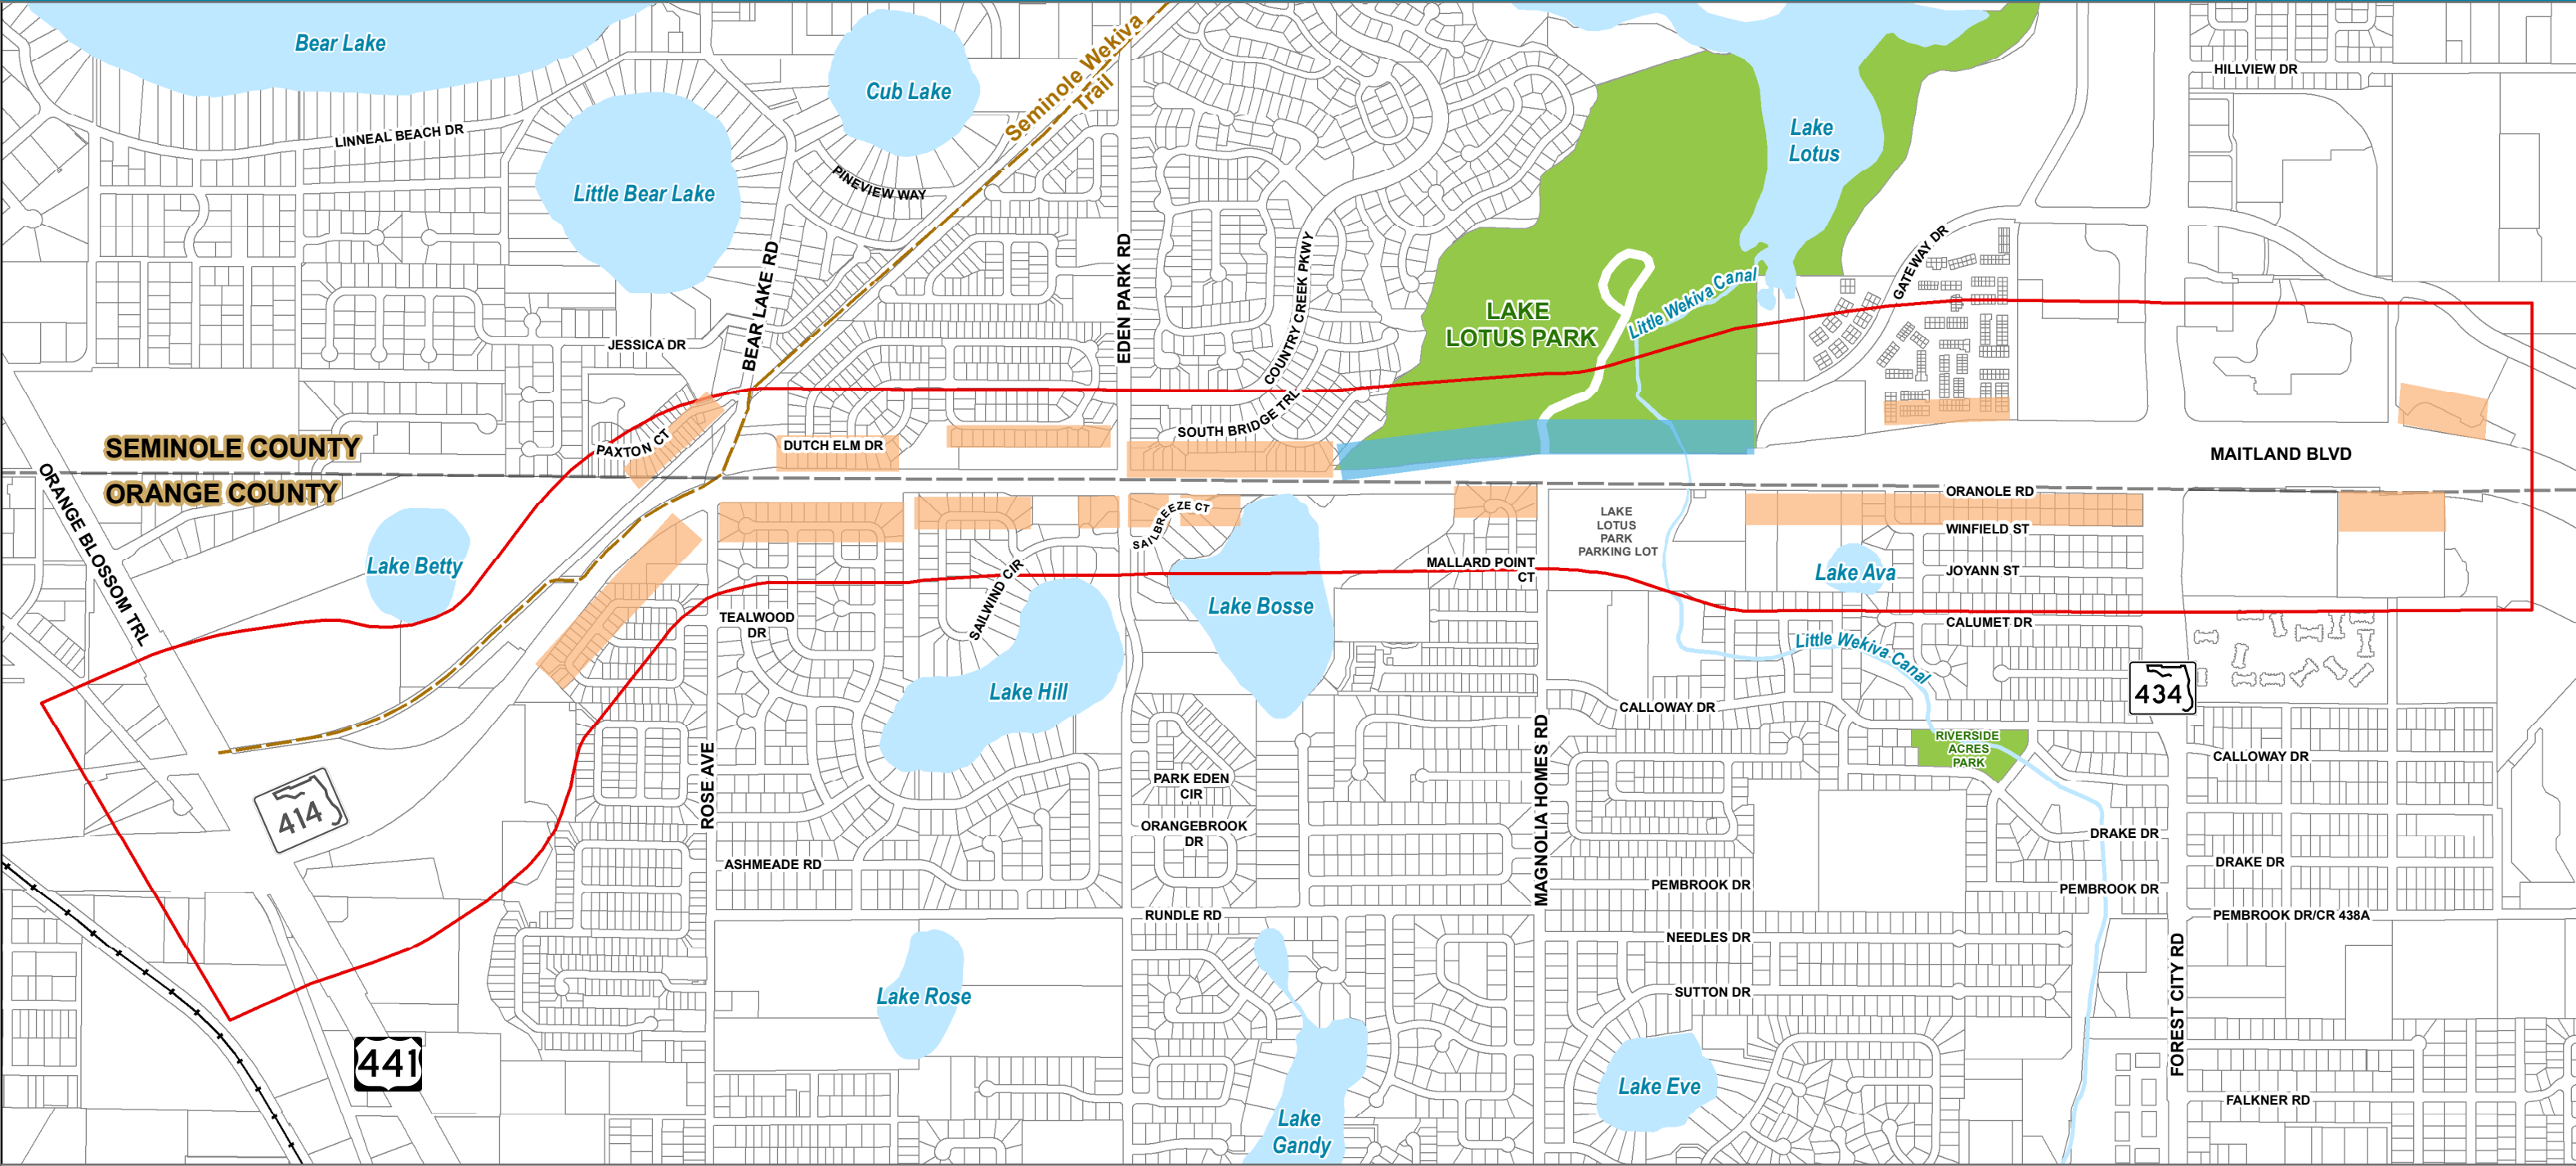 Bear Lake
Cub Lake
Seminole Wekiva
Trail
HILLVIEW DR
LINNEAL BEACH DR
Lake
Lotus
Little Bear Lake
PINEVIEW WAY
BEAR LAKE RD
EDEN PARK RD
COUNTRY CREEK PKWY
GATEWAY DR
Little Wekiva Canal
LAKE
LOTUS PARK
JESSICA DR
SOUTH BRIDGE TRL
PAXTON CT
DUTCH ELM DR
SEMINOLE COUNTY
ORANGE COUNTY
MAITLAND BLVD
ORANGE BLOSSOM TRL
ORANOLE RD
SAILBREEZE CT
LAKE
LOTUS
PARK
PARKING LOT
WINFIELD ST
Lake Betty
MALLARD POINT
CT
Lake Ava
JOYANN ST
SAILWIND CIR
Lake Bosse
TEALWOOD
DR
CALUMET DR
Little Wekiva Canal
Lake Hill
434
CALLOWAY DR
RIVERSIDE
ACRES
PARK
CALLOWAY DR
ROSE AVE
MAGNOLIA HOMES RD
PARK EDEN
CIR
414
ORANGEBROOK
DR
DRAKE DR
DRAKE DR
ASHMEADE RD
PEMBROOK DR
PEMBROOK DR
RUNDLE RD
PEMBROOK DR/CR 438A
NEEDLES DR
FOREST CITY RD
Lake Rose
SUTTON DR
441
Lake Eve
FALKNER RD
Lake
Gandy